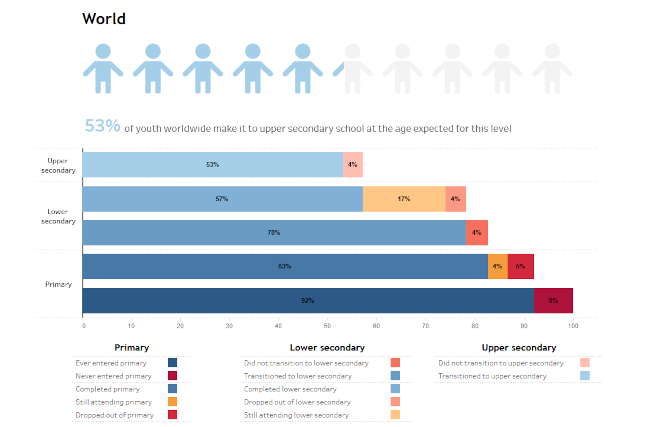 World
53% of youth worldwide make it to upper secondary school at the age expected for this level
Upper
secondary
53%
4%
Lower
secondary
57%
17%
4%
78%
4%
Primary
83%
4%
5%
92%
8%
0 10 20 30 40 50 60 70 80 90 100
Primary
Ever entered primary
Never entered primary
Completed primary
Still attending primary
Dropped out of primary
Lower secondary
Did not transition to lower secondary
Transitioned to lower secondary
Completed lower secondary
Dropped out of lower secondary
Still attending lower secondary
Upper secondary
Did not transition to upper secondary
Transitioned to upper secondary